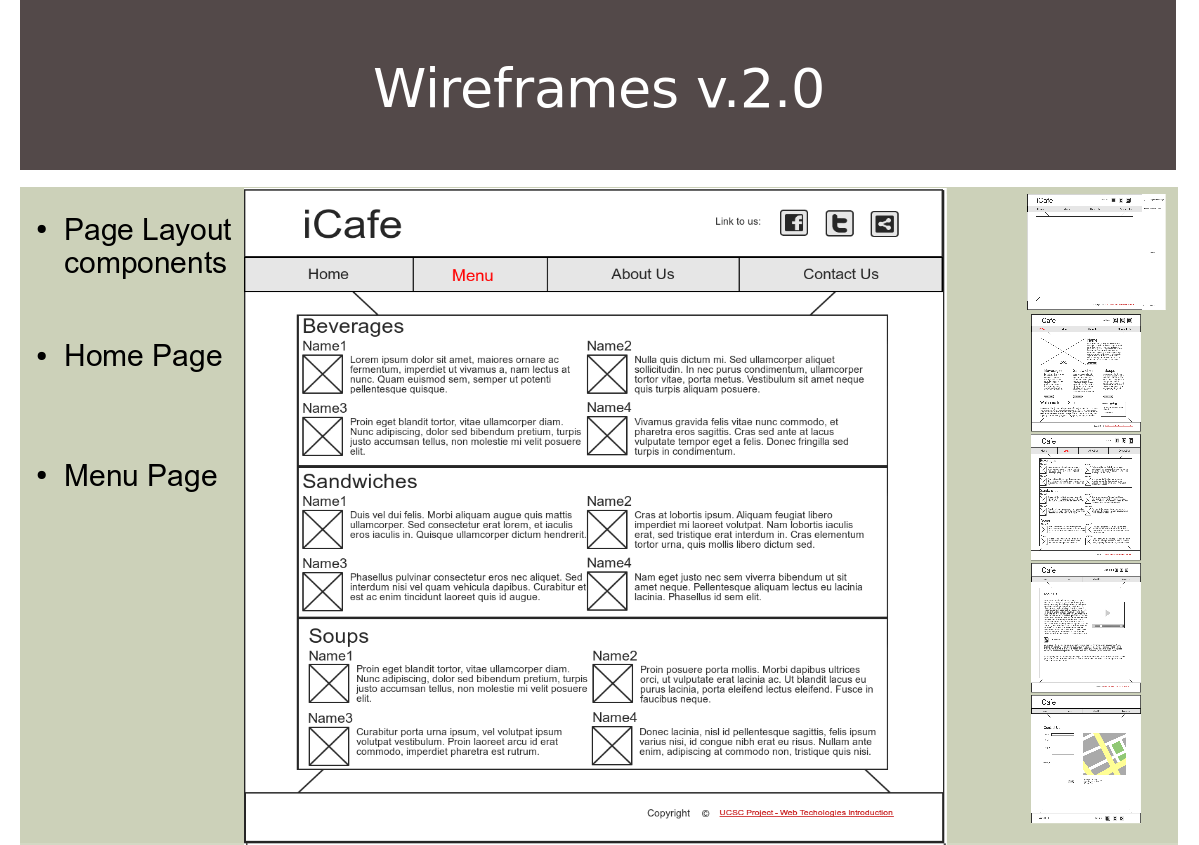 Wireframes v.2.0
• Page Layout
components
• Home Page
• Menu Page
iCafe
Link to us:
Home
Menu
About Us
Contact Us
Beverages
Name1
Lorem ipsum dolor sit amet, maiores ornare ac
fermentum, imperdiet ut vivamus a, nam lectus at
nunc. Quam euismod sem, semper ut potenti
pellentesque quisque.
Name2
Nulla quis dictum mi. Sed ullamcorper aliquet
sollicitudin. In nec purus condimentum, ullamcorper
tortor vitae, porta metus. Vestibulum sit amet neque
quis turpis aliquam posuere.
Name3
Proin eget blandit tortor, vitae ullamcorper diam.
Nunc adipiscing, dolor sed bibendum pretium, turpis
justo accumsan tellus, non molestie mi velit posuere
elit.
Name4
Vivamus gravida felis vitae nunc commodo, et
pharetra eros sagittis. Cras sed ante at lacus
vulputate tempor eget a felis. Donec fringilla sed
turpis in condimentum.
Sandwiches
Name1
Duis vel dui felis. Morbi aliquam augue quis mattis
ullamcorper. Sed consectetur erat lorem, et iaculis
eros iaculis in. Quisque ullamcorper dictum hendrerit.
Name2
Cras at lobortis ipsum. Aliquam feugiat libero
imperdiet mi laoreet volutpat. Nam lobortis iaculis
erat, sed tristique erat interdum in. Cras elementum
tortor urna, quis mollis libero dictum sed.
Name3
Phasellus pulvinar consectetur eros nec aliquet. Sed
interdum nisi vel quam vehicula dapibus. Curabitur et
est ac enim tincidunt laoreet quis id augue.
Name4
Nam eget justo nec sem viverra bibendum ut sit
amet neque. Pellentesque aliquam lectus eu lacinia
lacinia. Phasellus id sem elit.
Soups
Name1
Proin eget blandit tortor, vitae ullamcorper diam.
Nunc adipiscing, dolor sed bibendum pretium, turpis
justo accumsan tellus, non molestie mi velit posuere
elit.
Name2
Proin posuere porta mollis. Morbi dapibus ultrices
orci, ut vulputate erat lacinia ac. Ut blandit lacus eu
purus lacinia, porta eleifend lectus eleifend. Fusce in
faucibus neque.
Name3
Curabitur porta urna ipsum, vel volutpat ipsum
volutpat vestibulum. Proin laoreet arcu id erat
commodo, imperdiet pharetra est rutrum.
Name4
Donec lacinia, nisl id pellentesque sagittis, felis ipsum
varius nisi, id congue nibh erat eu risus. Nullam ante
enim, adipiscing at commodo non, tristique quis nisi.
Copyright © UCSC Project - Web Techologies Introduction
iCafe
iCafe
iCafe
iCafe
iCafe